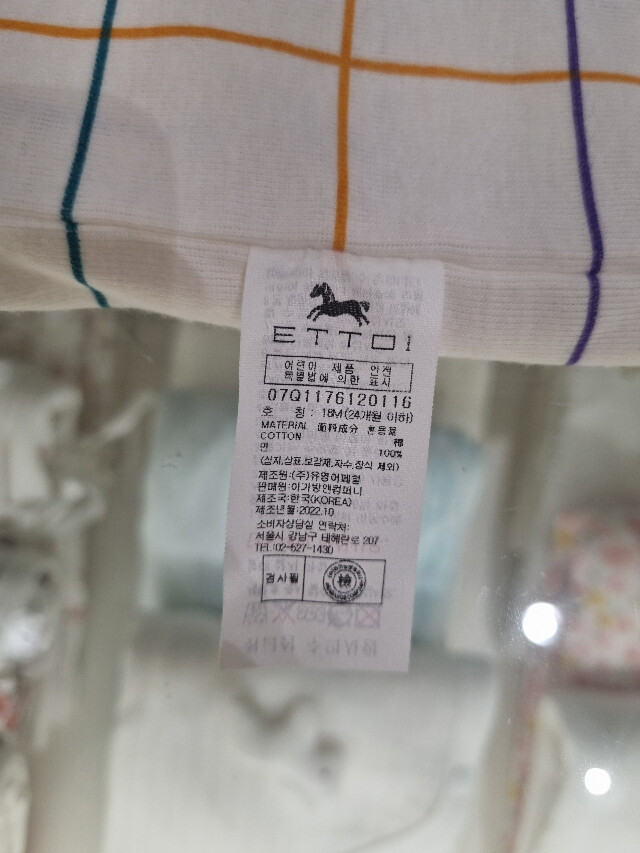 ETTOI
어린이 제품 안전
특별법에 의한 표시
07Q1176120116
호 칭 : 18M(24개월 이하)
MATERIAL 面料成分 혼용율
COTTON 棉
면 100%
(심지,상표,보강재,자수,장식 제외)
제조원:(주)유영어패럴
판매원:아가방앤컴퍼니
제조국:한국(KOREA)
제조년월:2022.10
소비자상담실 연락처:
서울시 강남구 테헤란로 207
TEL:02-527-1430
검사필 檢